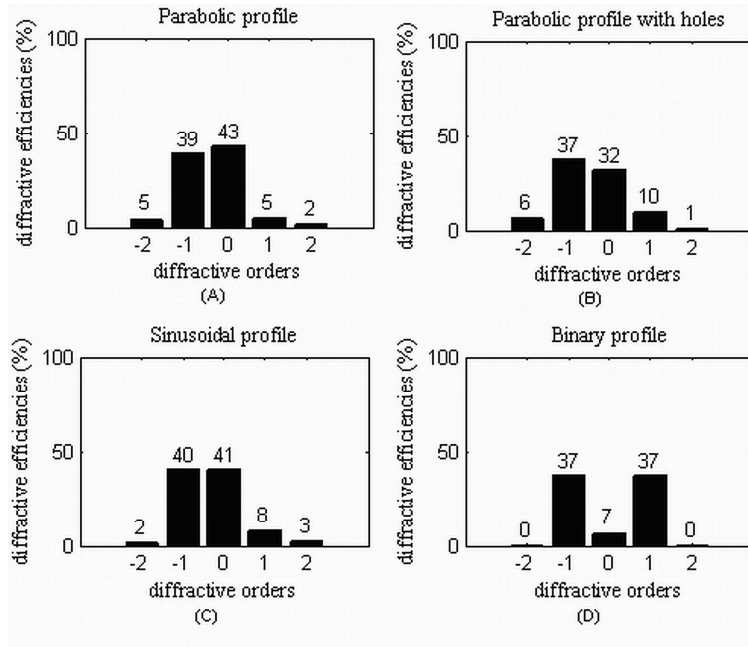 Parabolic profile
diffractive efficiencies (%)
100
50
0
5
39
43
5
2
-2 -1 0 1 2
diffractive orders
(A)
Parabolic profile with holes
diffractive efficiencies (%)
100
50
0
6
37
32
10
1
-2 -1 0 1 2
diffractive orders
(B)
Sinusoidal profile
diffractive efficiencies (%)
100
50
0
2
40
41
8
3
-2 -1 0 1 2
diffractive orders
(C)
Binary profile
diffractive efficiencies (%)
100
50
0
0
37
7
37
0
-2 -1 0 1 2
diffractive orders
(D)